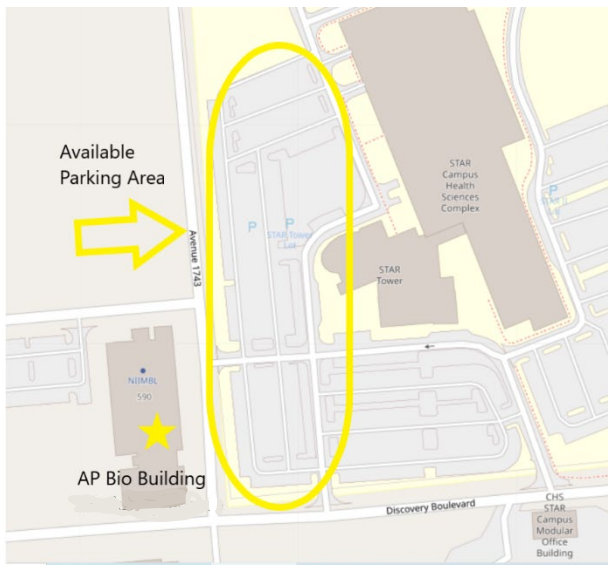 Available
Parking Area
Avenue 1743
P
P
STAR Tower
Lot
STAR
Campus
Health
Sciences
Complex
P
STAR
Tower
NIIMBL
590
AP Bio Building
Discovery Boulevard
CHS
STAR
Campus
Modular
Office
Building